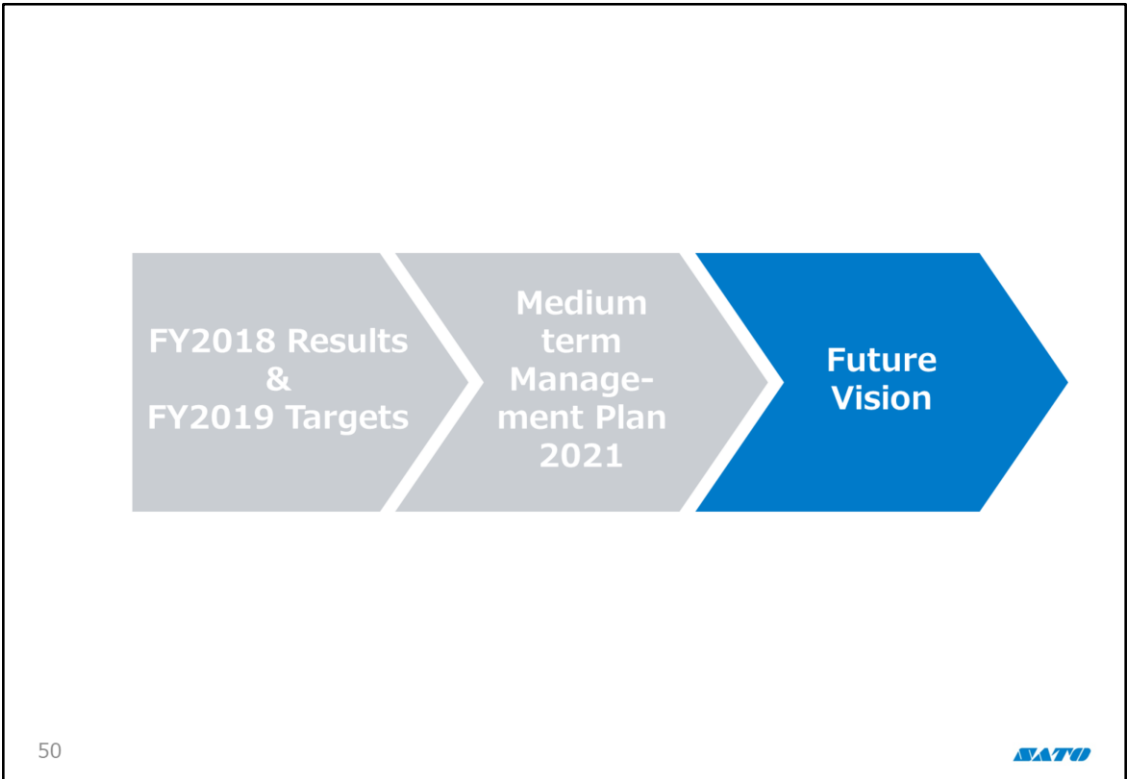 FY2018 Results
&
FY2019 Targets
Medium
term
Manage-
ment Plan
2021
Future
Vision
50
SATO